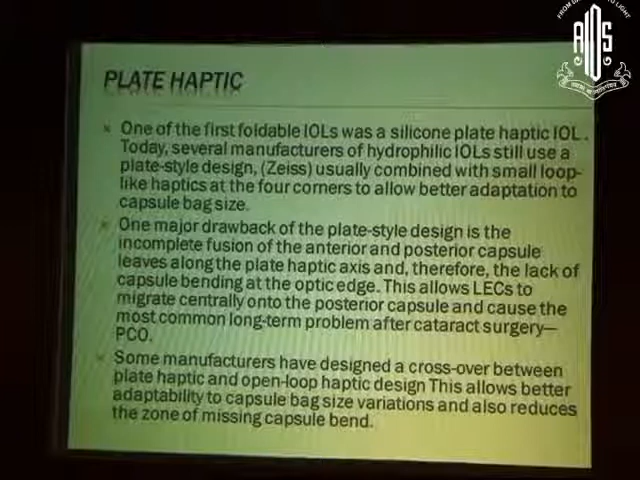 AIOS
PLATE HAPTIC
One of the first foldable IOLs was a silicone plate haptic IOL.
Today, several manufacturers of hydrophilic IOLs still use a
plate-style design, (Zeiss) usually combined with small loop-
like haptics at the four corners to allow better adaptation to
capsule bag size.
One major drawback of the plate-style design is the
incomplete fusion of the anterior and posterior capsule
leaves along the plate haptic axis and, therefore, the lack of
capsule bending at the optic edge. This allows LECs to
migrate centrally onto the posterior capsule and cause the
most common long-term problem after cataract surgery—
PCO.
Some manufacturers have designed a cross-over between
plate haptic and open-loop haptic design This allows better
adaptability to capsule bag size variations and also reduces
the zone of missing capsule bend.